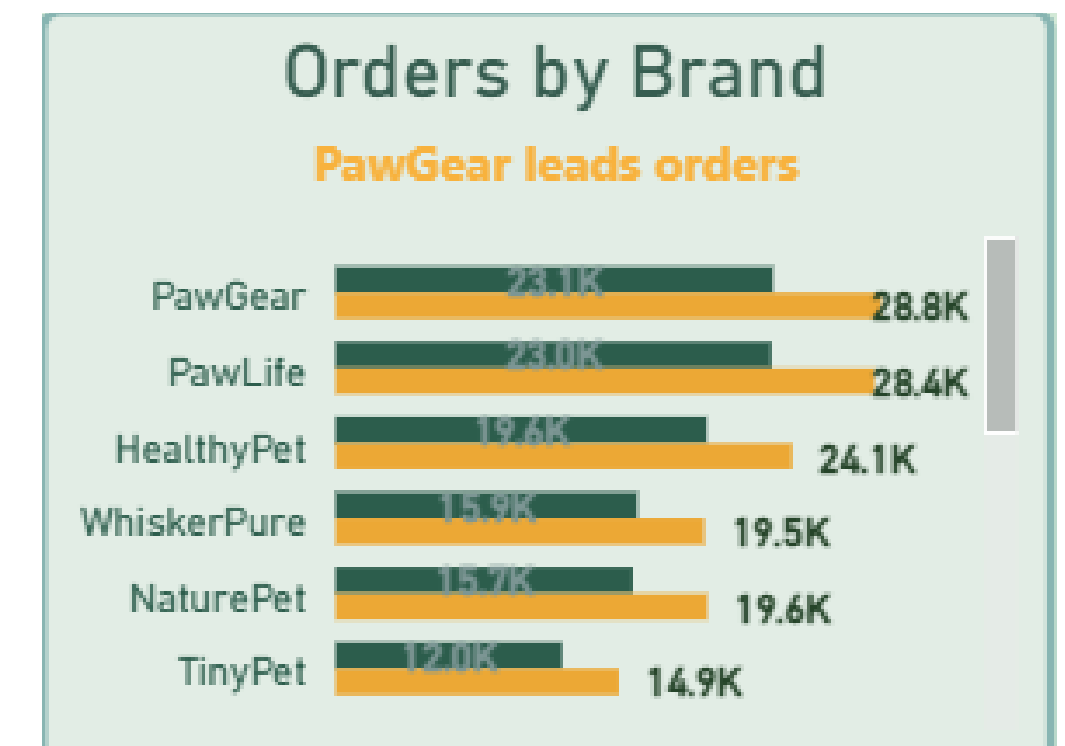 Orders by Brand
PawGear leads orders
PawGear 23.1K 28.8K
PawLife 23.0K 28.4K
HealthyPet 19.6K 24.1K
WhiskerPure 15.9K 19.5K
NaturePet 15.7K 19.6K
TinyPet 12.0K 14.9K